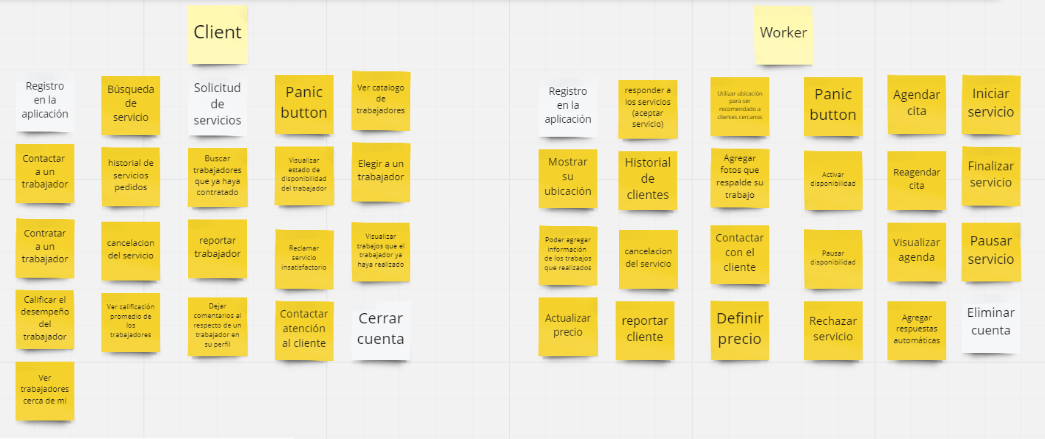 Client
Registro
en la
aplicación
Búsqueda
de
servicio
Solicitud
de
servicios
Panic
button
Ver catalogo
de
trabajadores
Contactar
a un
trabajador
historial de
servicios
pedidos
Buscar
trabajadores
que ya haya
contratado
Visualizar
estado de
disponibilidad
del trabajador
Elegir a un
trabajador
Contratar
a un
trabajador
cancelacion
del servicio
reportar
trabajador
Reclamar
servicio
insatisfactorio
Visualizar
trabajos que el
trabajador ya
haya realizado
Calificar el
desempeño
del
trabajador
Ver calificación
promedio de
los
trabajadores
Dejar
comentarios al
respecto de un
trabajador en
su perfil
Contactar
atención
al cliente
Cerrar
cuenta
Ver
trabajadores
cerca de mi
Worker
Registro
en la
aplicación
responder a
los servicios
(aceptar
servicio)
Utilizar ubicación
para ser
recomendado a
clientes cercanos
Panic
button
Agendar
cita
Iniciar
servicio
Mostrar
su
ubicación
Historial
de
clientes
Agregar
fotos que
respalde su
trabajo
Activar
disponibilidad
Reagendar
cita
Finalizar
servicio
Poder agregar
información
de los trabajos
que realizados
cancelacion
del servicio
Contactar
con el
cliente
Pausar
disponibilidad
Visualizar
agenda
Pausar
servicio
Actualizar
precio
reportar
cliente
Definir
precio
Rechazar
servicio
Agregar
respuestas
automáticas
Eliminar
cuenta